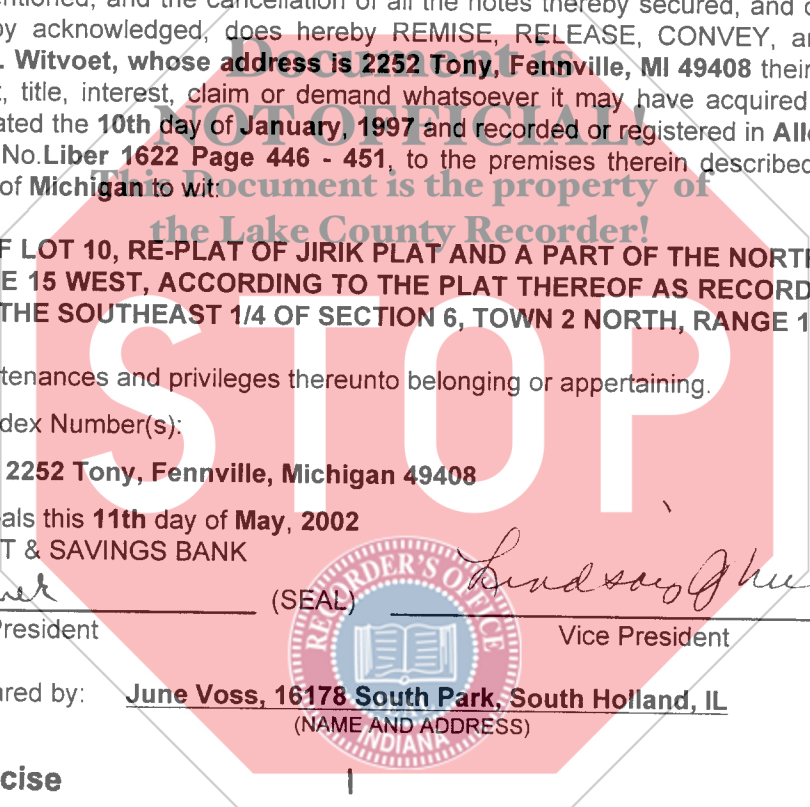 and the cancellation of all the notes thereby secured, and
by acknowledged, does hereby REMISE, RELEASE, CONVEY,
. Witvoet, whose address is 2252 Tony, Fennville, MI 49408 their
Document is
, title, interest, claim or demand whatsoever it may have acquired
NOT OFFICIAL!
ated the 10th day of January, 1997 and recorded or registered in
No.Liber 1622 Page 446 - 451, to the premises therein described
of Michigan to wit:
This Document is the property of
the Lake County Recorder!
F LOT 10, RE-PLAT OF JIRIK PLAT AND A PART OF THE NORTH
E 15 WEST, ACCORDING TO THE PLAT THEREOF AS RECORD
THE SOUTHEAST 1/4 OF SECTION 6, TOWN 2 NORTH, RANGE 1
STOP
tenances and privileges thereunto belonging or appertaining.
dex Number(s):
2252 Tony, Fennville, Michigan 49408
als this 11th day of May, 2002
T & SAVINGS BANK
Lindsay
(SEAL)
President
Vice President
RECORDER'S OFFICE
INDIANA
ared by: June Voss, 16178 South Park, South Holland, IL
(NAME AND ADDRESS)
cise